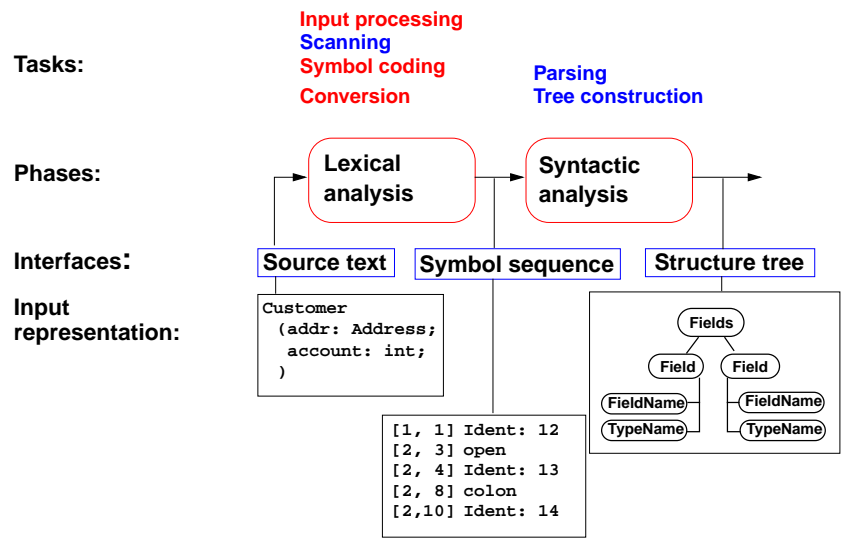 Tasks:
Input processing
Scanning
Symbol coding
Conversion
Parsing
Tree construction
Phases:
Lexical
analysis
Syntactic
analysis
Interfaces:
Source text
Symbol sequence
Structure tree
Input
representation:
Customer
(addr: Address;
account: int;
)
[1, 1] Ident: 12
[2, 3] open
[2, 4] Ident: 13
[2, 8] colon
[2,10] Ident: 14
Fields
Field
Field
FieldName
FieldName
TypeName
TypeName